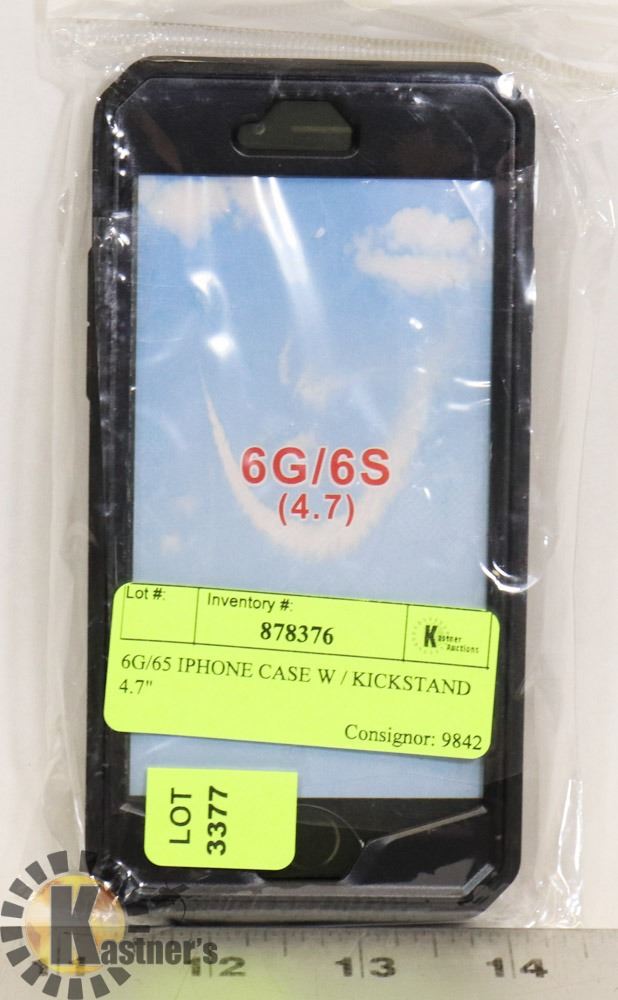 6G/6S
(4.7)
Lot #:
Inventory #:
878376
Kastner
Auctions
6G/65 IPHONE CASE W / KICKSTAND
4.7"
Consignor: 9842
LOT
3377
Kastner's
11 12 13 14